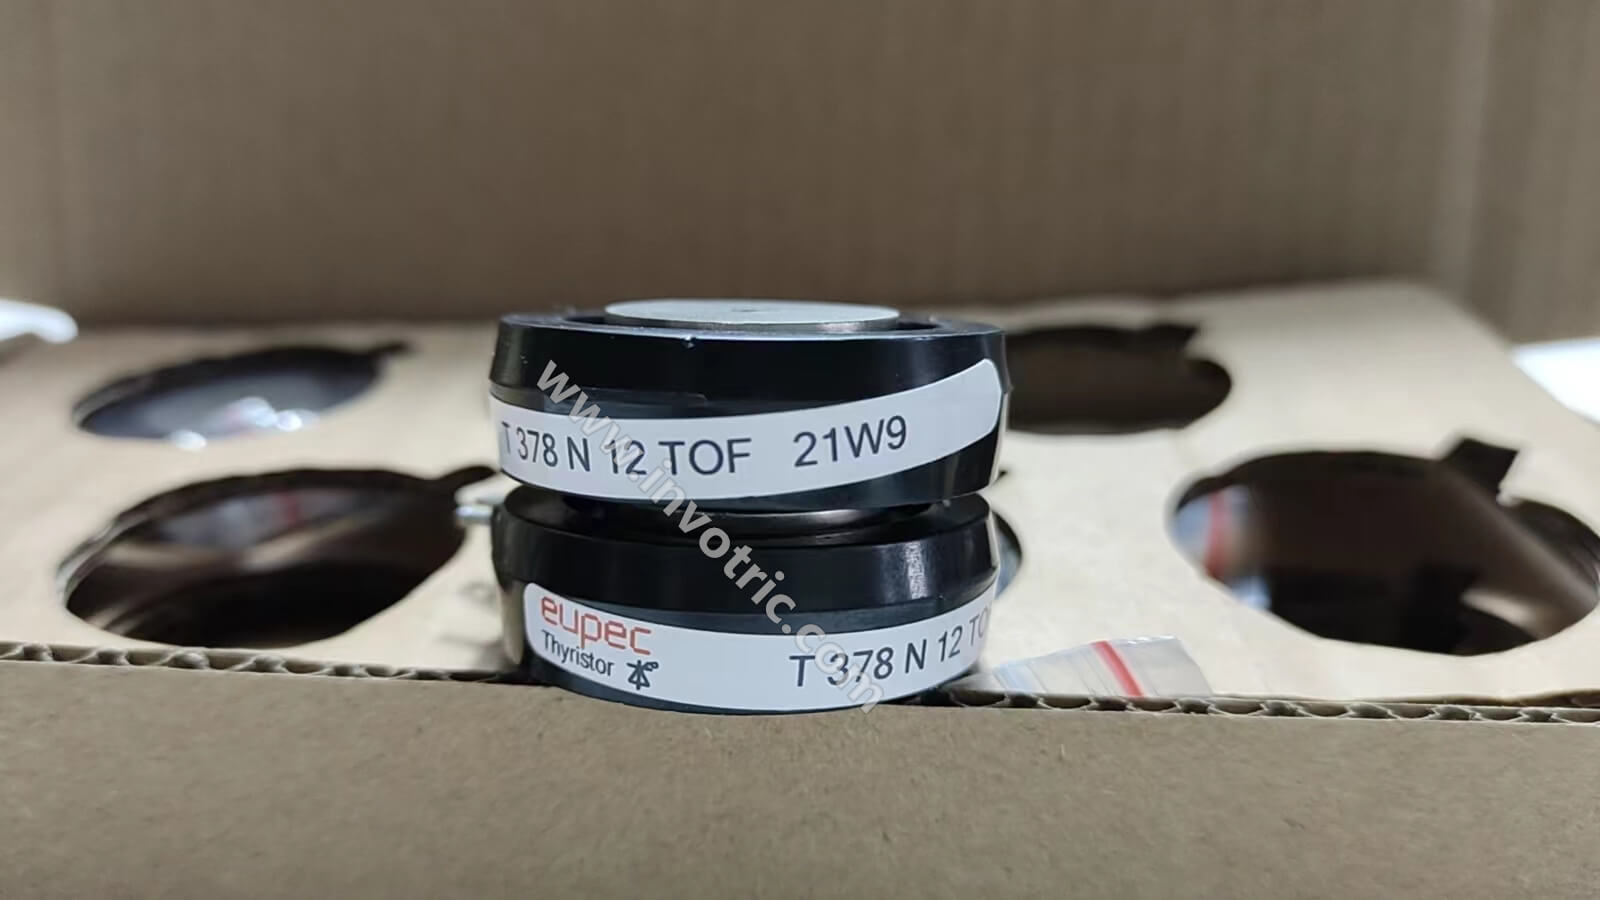 T 378 N 12 TOF 21W9
eupec
Thyristor
T 378 N 12 TO
www.invotric.com